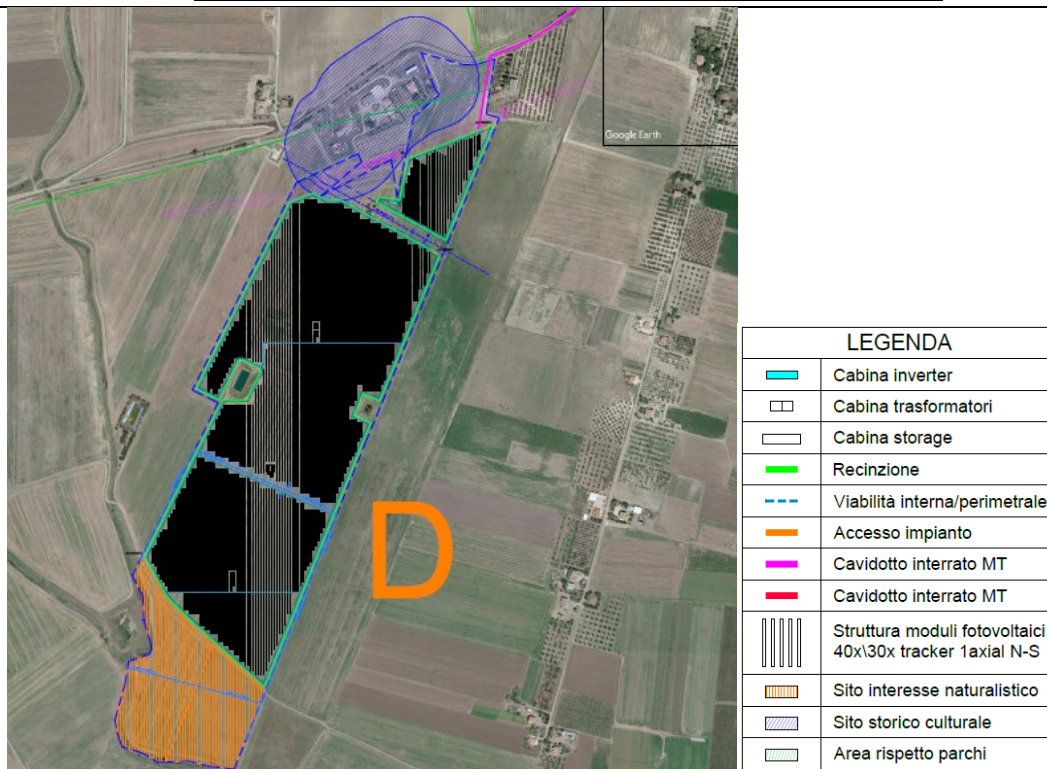 Google Earth
D
LEGENDA
Cabina inverter
Cabina trasformatori
Cabina storage
Recinzione
Viabilità interna/perimetrale
Accesso impianto
Cavidotto interrato MT
Cavidotto interrato MT
Struttura moduli fotovoltaici
40x\30x tracker 1axial N-S
Sito interesse naturalistico
Sito storico culturale
Area rispetto parchi